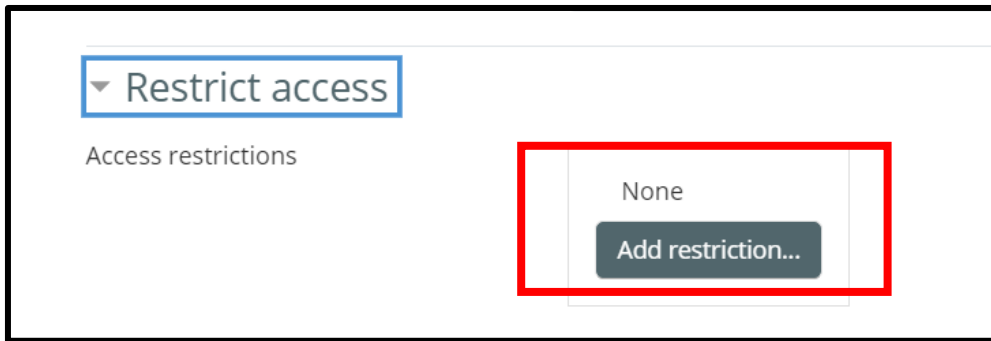 Restrict access
Access restrictions
None
Add restriction...